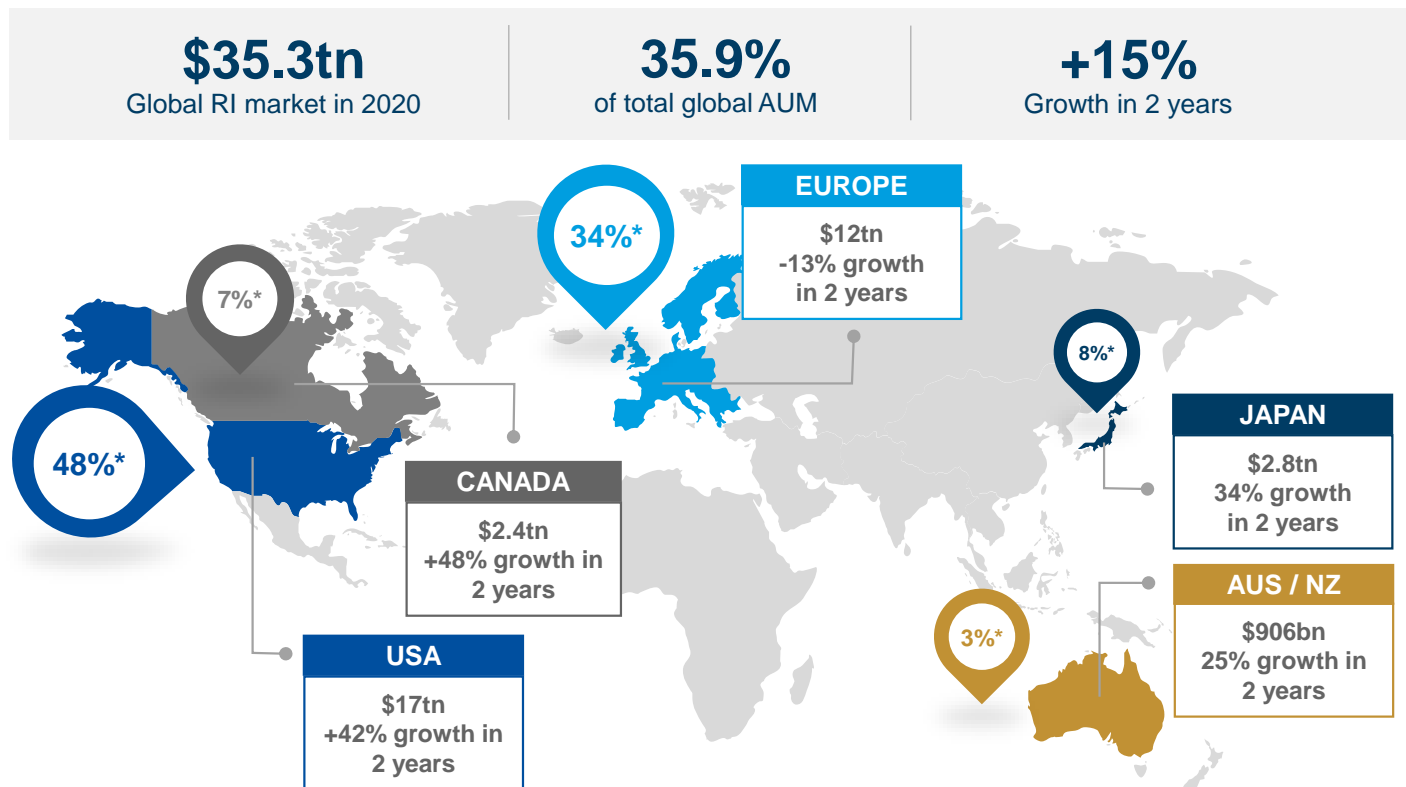 $35.3tn
Global RI market in 2020
35.9%
of total global AUM
+15%
Growth in 2 years
EUROPE
$12tn
-13% growth
in 2 years
34%*
7%*
8%*
48%*
CANADA
$2.4tn
+48% growth in
2 years
JAPAN
$2.8tn
34% growth
in 2 years
3%*
AUS / NZ
$906bn
25% growth in
2 years
USA
$17tn
+42% growth in
2 years